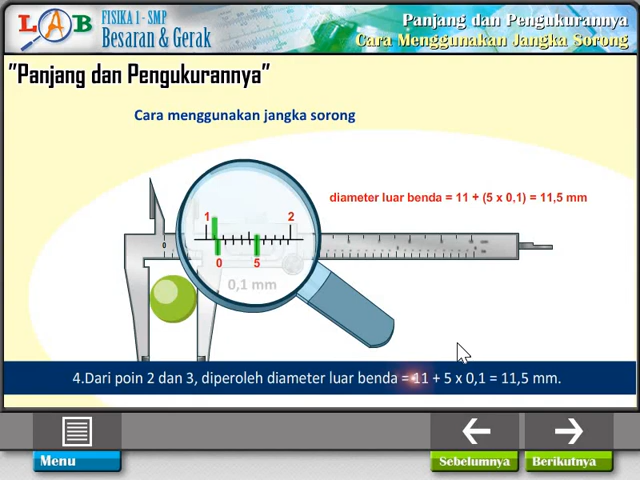 LAB
FISIKA 1 - SMP
Besaran & Gerak
Panjang dan Pengukurannya
Cara Menggunakan Jangka Sorong
"Panjang dan Pengukurannya"
Cara menggunakan jangka sorong
diameter luar benda = 11 + (5 x 0,1) = 11,5 mm
1 2
0
0 5
0,1 mm
4.Dari poin 2 dan 3, diperoleh diameter luar benda = 11 + 5 x 0,1 = 11,5 mm.
Menu
Sebelumnya
Berikutnya